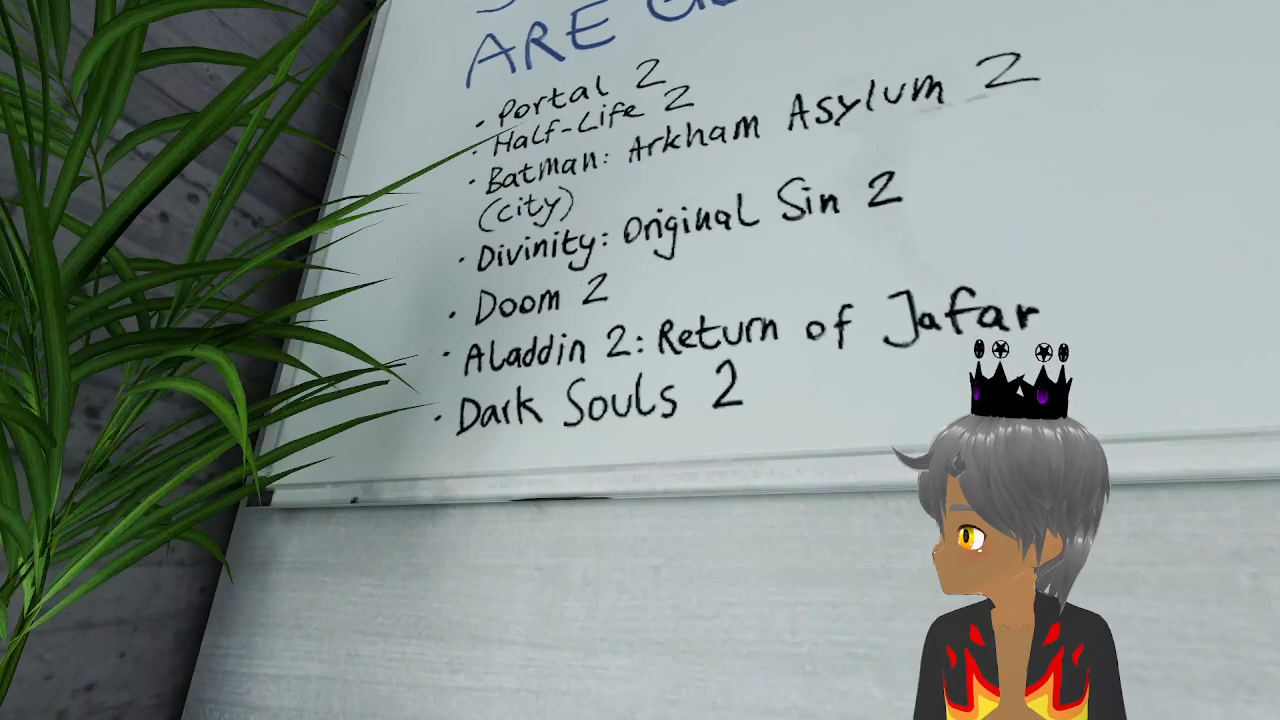 ARE
· Portal 2
· Half-Life 2
· Batman: Arkham Asylum 2
(City)
· Divinity: Original Sin 2
· Doom 2
· Aladdin 2: Return of Jafar
· Dark Souls 2